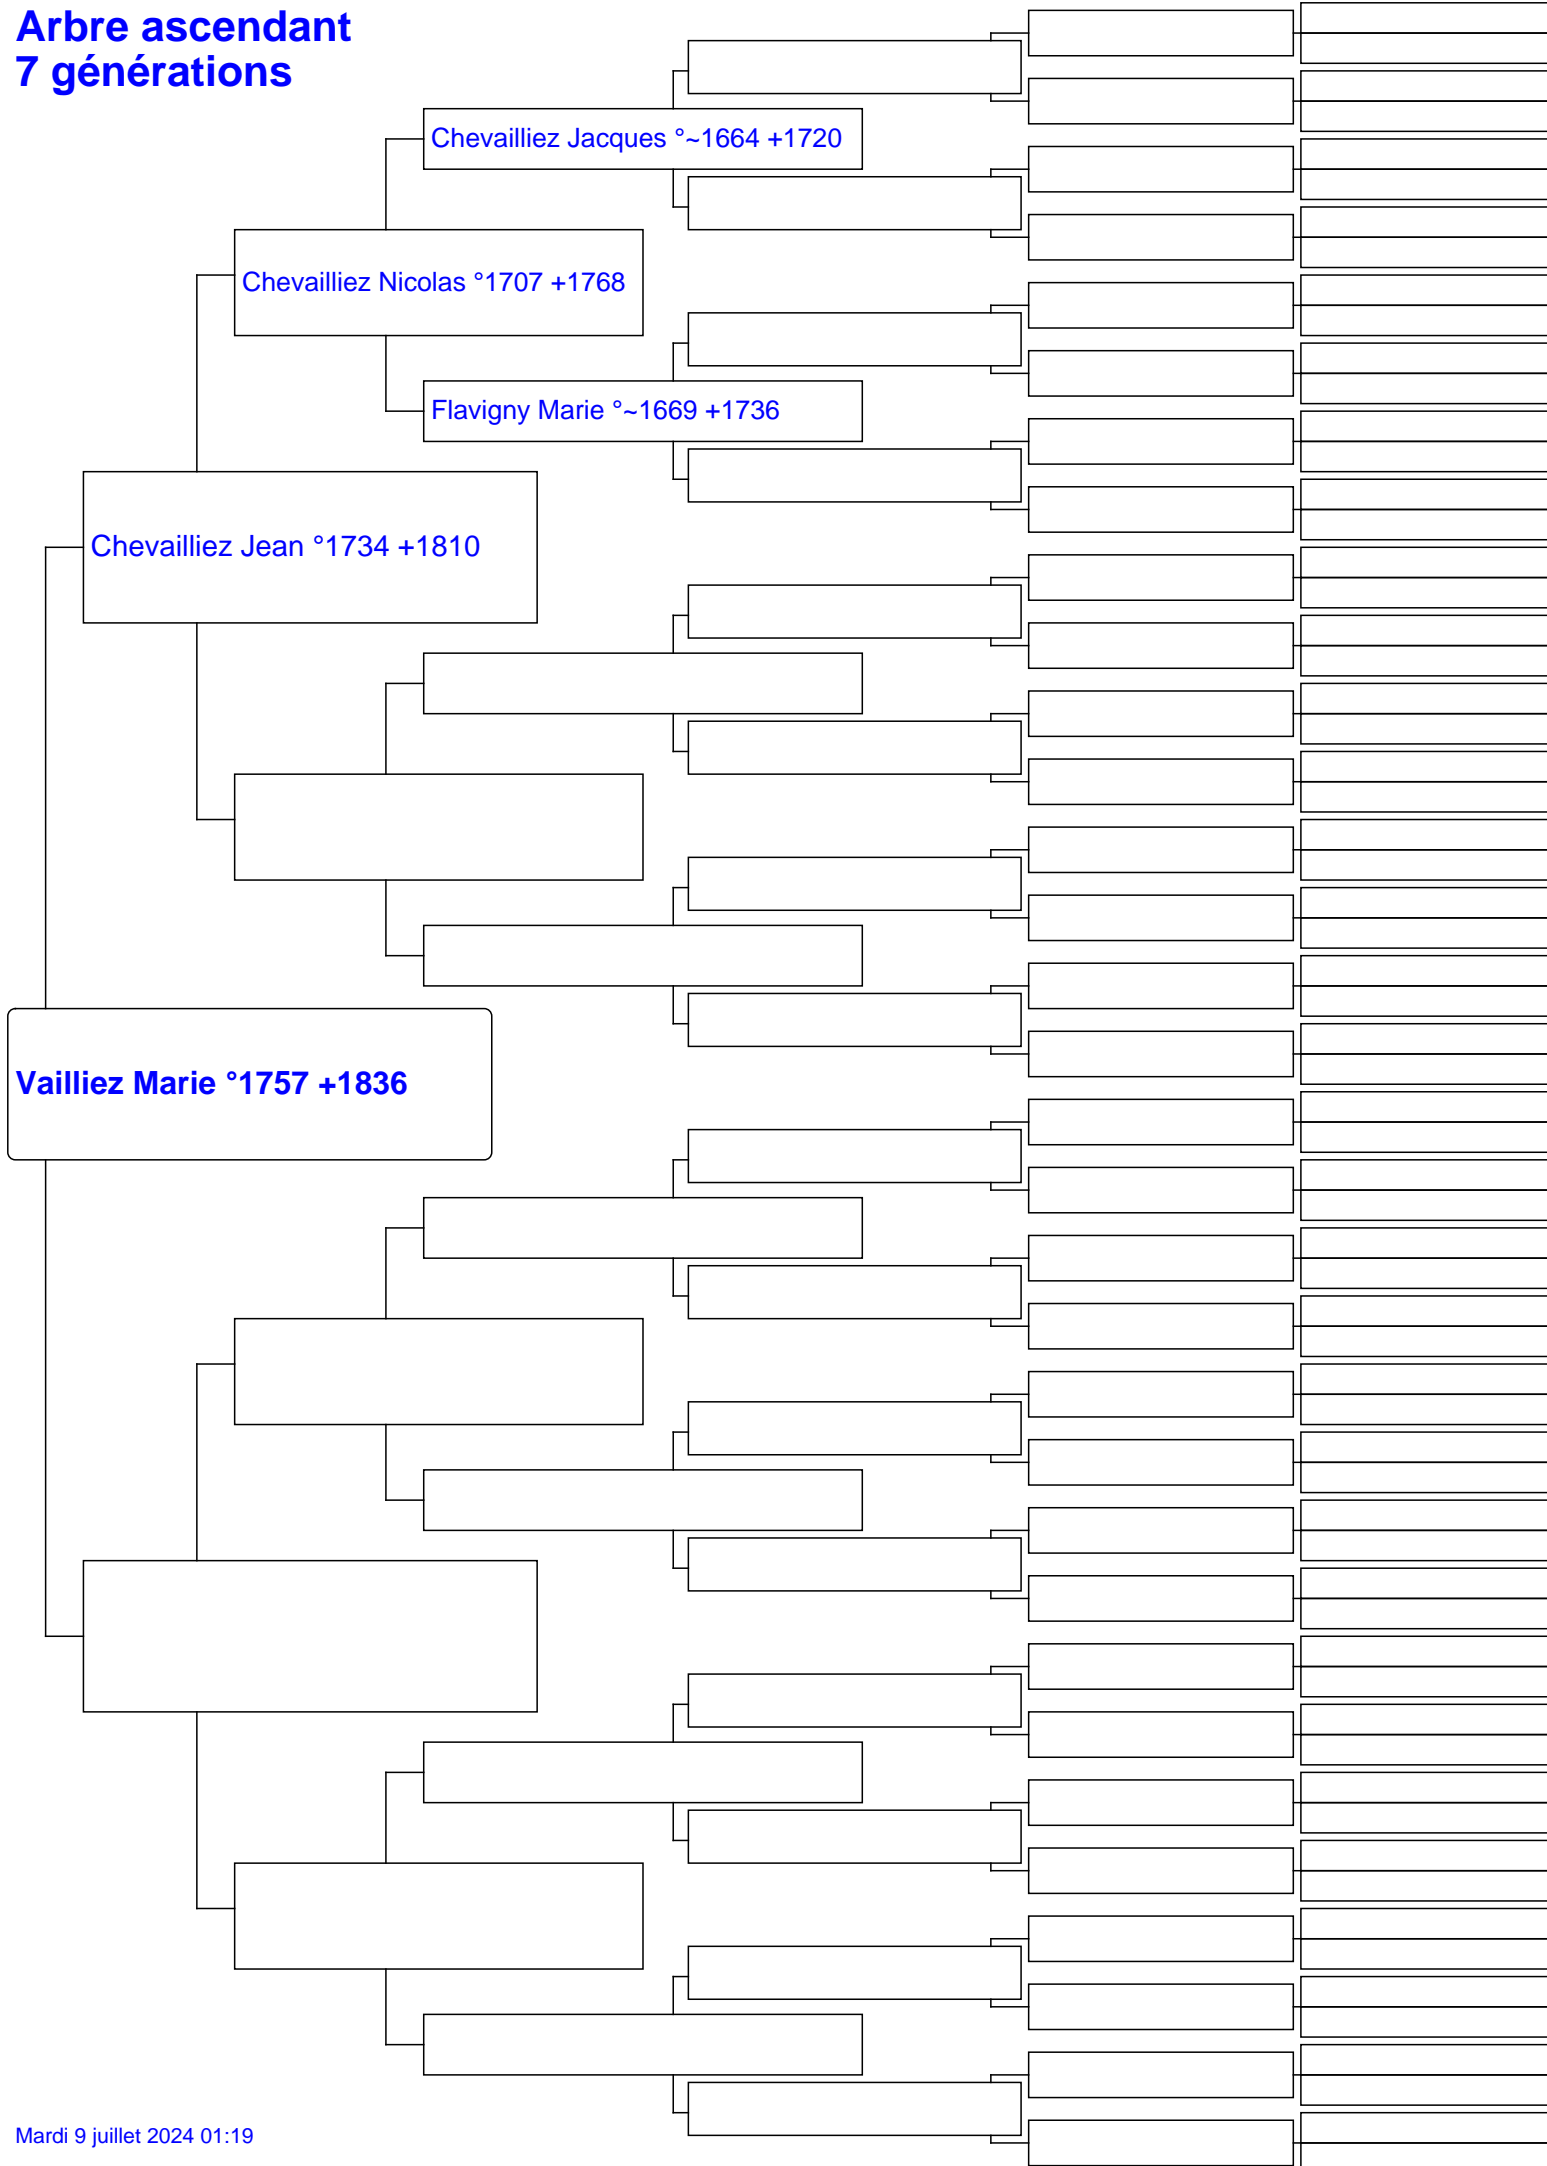 Arbre ascendant
7 générations
Chevailliez Jacques °~1664 +1720
Chevailliez Nicolas °1707 +1768
Flavigny Marie °~1669 +1736
Chevailliez Jean °1734 +1810
Vailliez Marie °1757 +1836
Mardi 9 juillet 2024 01:19